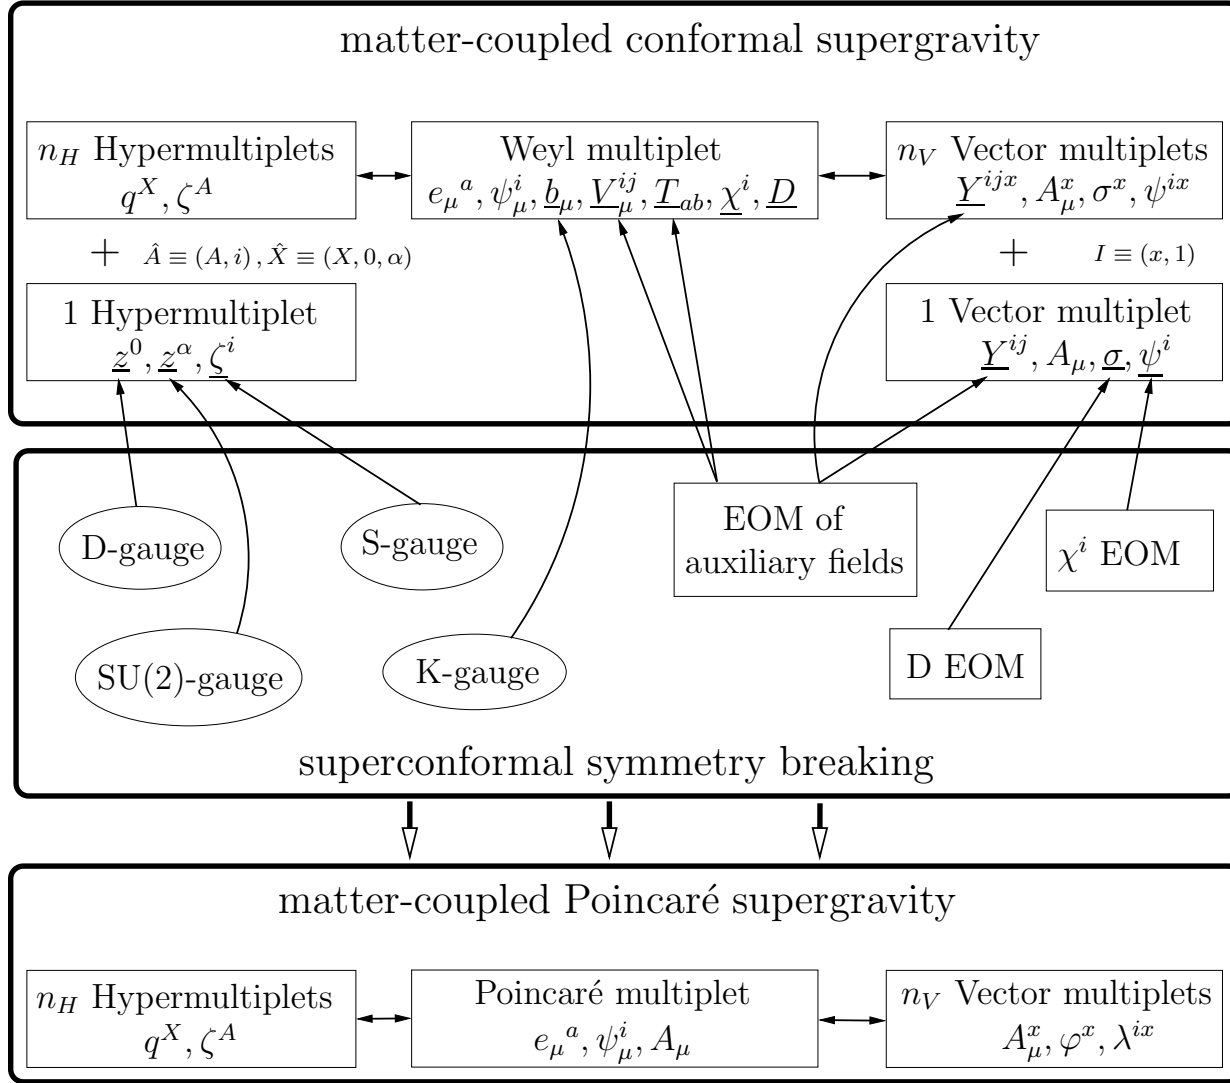 matter-coupled conformal supergravity
n_H Hypermultiplets
q^X, ζ^A
Weyl multiplet
e_μ^a, ψ_μ^i, b_μ, V_μ^{ij}, T_{ab}, χ^i, D
n_V Vector multiplets
Y^{ijx}, A_μ^x, σ^x, ψ^{ix}
+ Â ≡ (A, i) , X̂ ≡ (X, 0, α)
+ I ≡ (x, 1)
1 Hypermultiplet
z^0, z^α, ζ^i
1 Vector multiplet
Y^{ij}, A_μ, σ, ψ^i
D-gauge
S-gauge
EOM of
auxiliary fields
χ^i EOM
SU(2)-gauge
K-gauge
D EOM
superconformal symmetry breaking
matter-coupled Poincaré supergravity
n_H Hypermultiplets
q^X, ζ^A
Poincaré multiplet
e_μ^a, ψ_μ^i, A_μ
n_V Vector multiplets
A_μ^x, φ^x, λ^{ix}